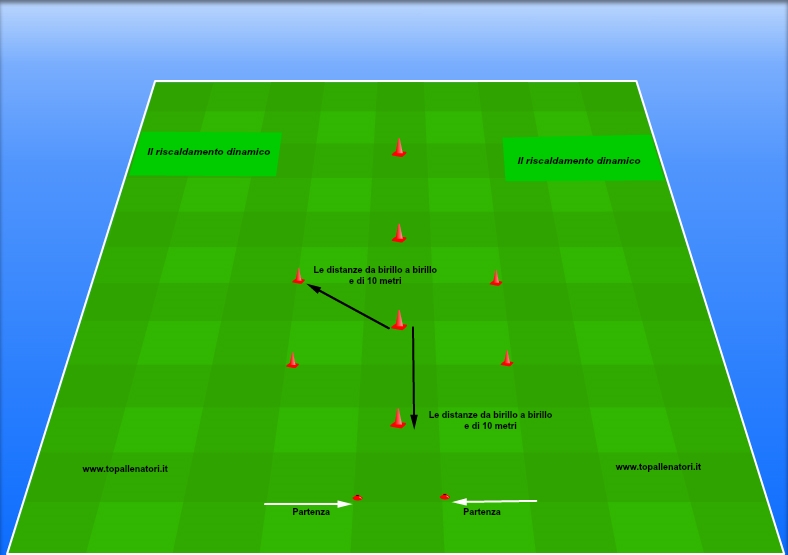 Il riscaldamento dinamico
Il riscaldamento dinamico
Le distanze da birillo a birillo
e di 10 metri
Le distanze da birillo a birillo
e di 10 metri
www.topallenatori.it
www.topallenatori.it
Partenza
Partenza